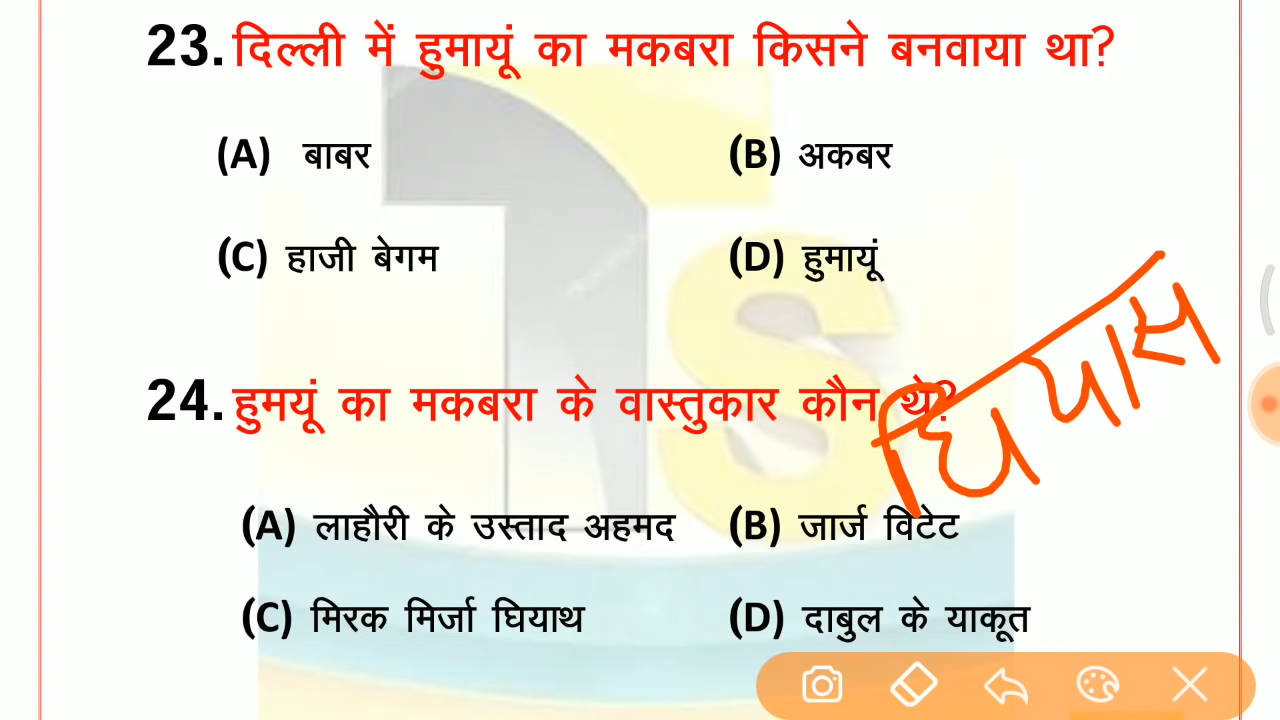 23. दिल्ली में हुमायूं का मकबरा किसने बनवाया था?
(A) बाबर (B) अकबर
(C) हाजी बेगम (D) हुमायूं
24. हुमयूं का मकबरा के वास्तुकार कौन थे?
घियास
(A) लाहौरी के उस्ताद अहमद (B) जार्ज विटेट
(C) मिरक मिर्जा घियाथ (D) दाबुल के याकूत